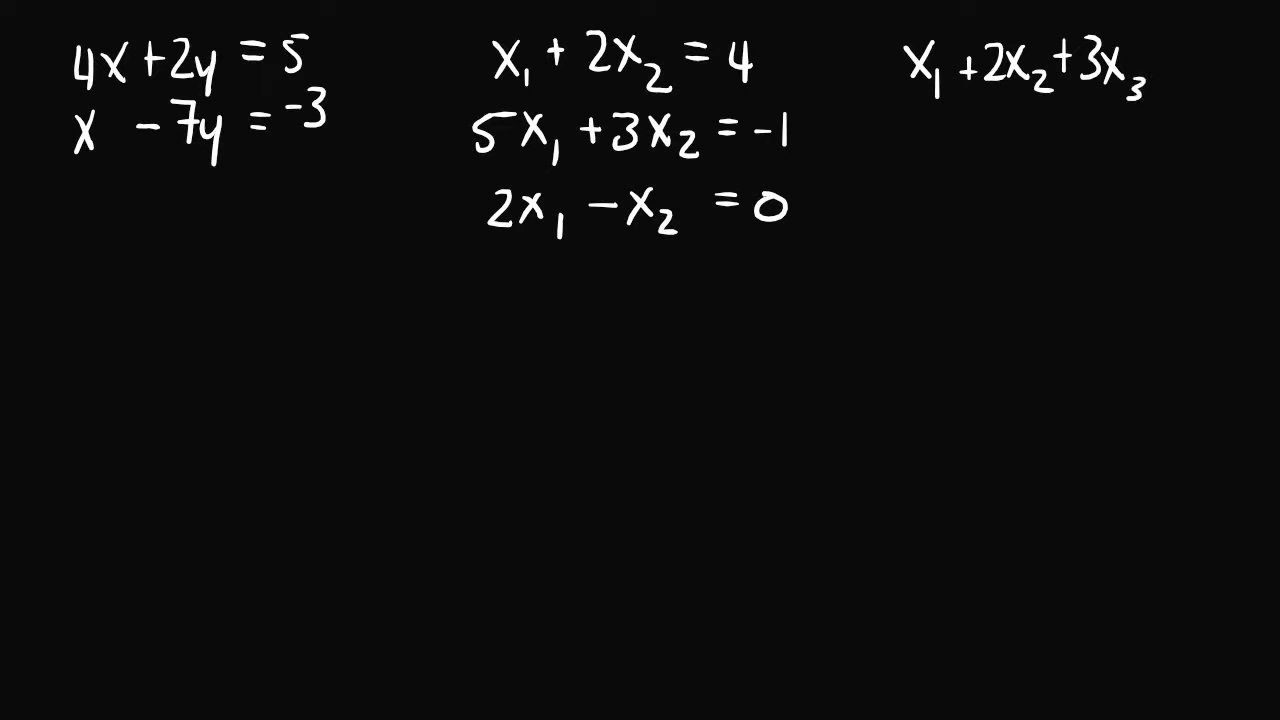 4x + 2y = 5
x - 7y = -3
x₁ + 2x₂ = 4
5x₁ + 3x₂ = -1
2x₁ - x₂ = 0
x₁ + 2x₂ + 3x₃